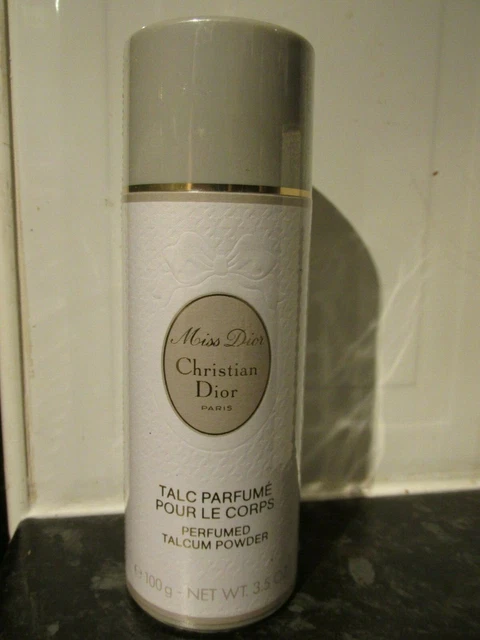 Miss Dior
Christian
Dior
PARIS
TALC PARFUMÉ
POUR LE CORPS
PERFUMED
TALCUM POWDER
℮ 100 g - NET WT. 3.5